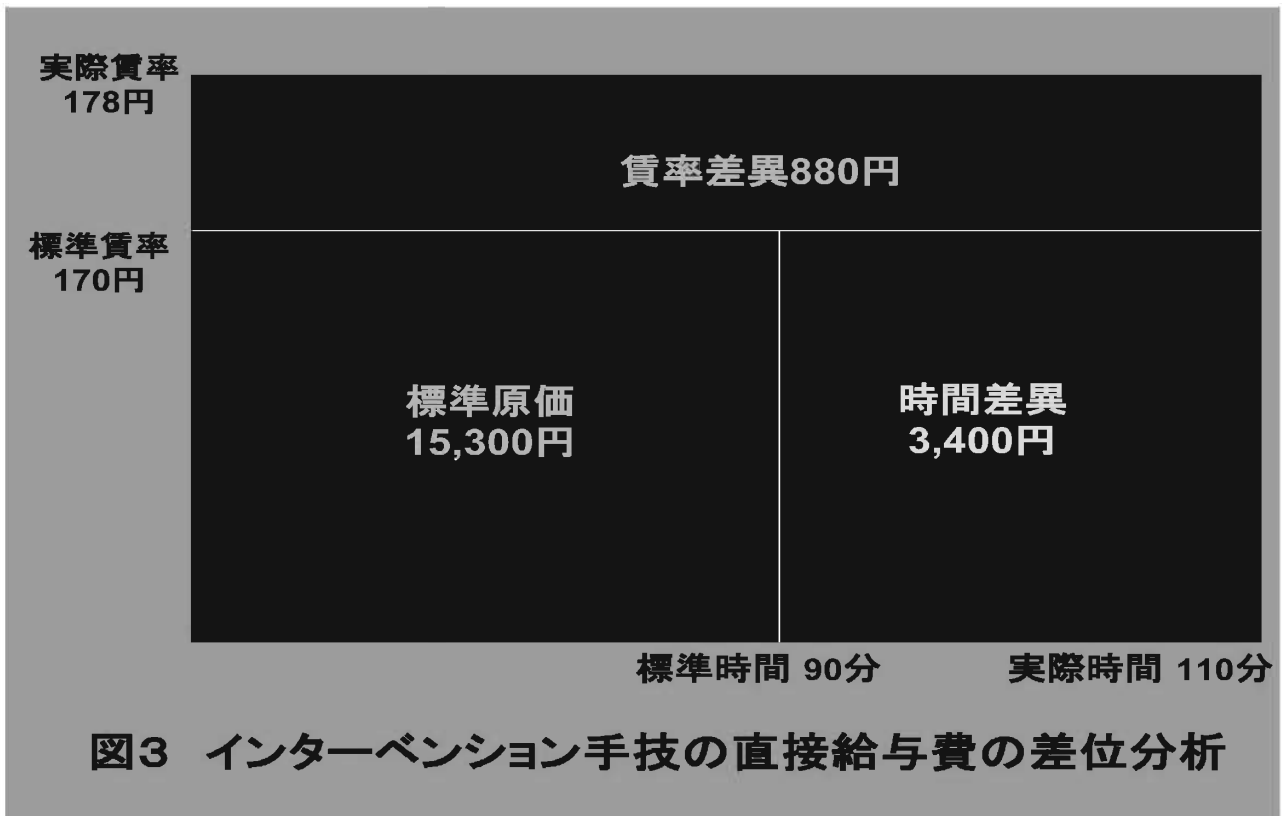 実際賃率
178円
賃率差異880円
標準賃率
170円
標準原価
15,300円
時間差異
3,400円
標準時間 90分
実際時間 110分
図3 インターベンション手技の直接給与費の差位分析